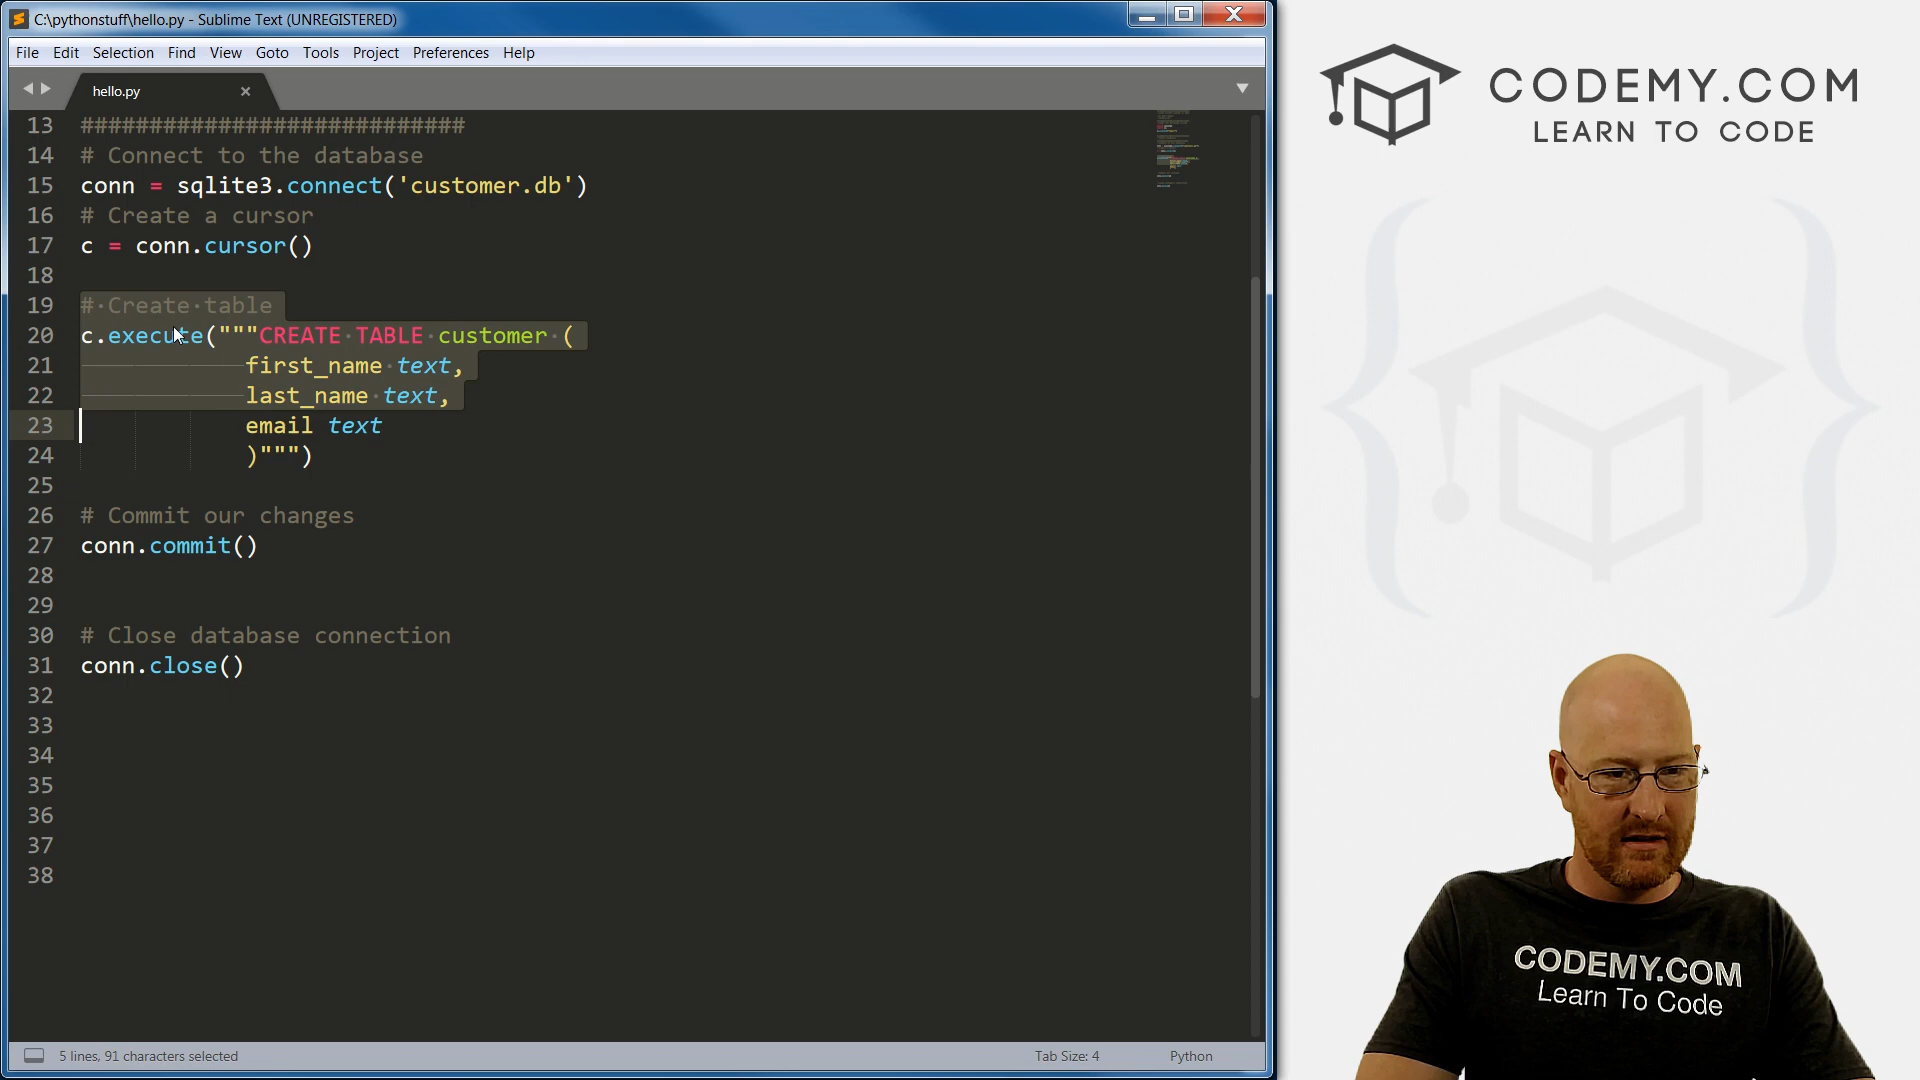 C:\pythonstuff\hello.py - Sublime Text (UNREGISTERED)
File Edit Selection Find View Goto Tools Project Preferences Help
hello.py
13 ############################
14 # Connect to the database
15 conn = sqlite3.connect('customer.db')
16 # Create a cursor
17 c = conn.cursor()
18
19 # Create table
20 c.execute("""CREATE TABLE customer (
21 first_name text,
22 last_name text,
23 email text
24 )""")
25
26 # Commit our changes
27 conn.commit()
28
29
30 # Close database connection
31 conn.close()
32
33
34
35
36
37
38
5 lines, 91 characters selected
Tab Size: 4
Python
CODEMY.COM
LEARN TO CODE
CODEMY.COM
Learn To Code